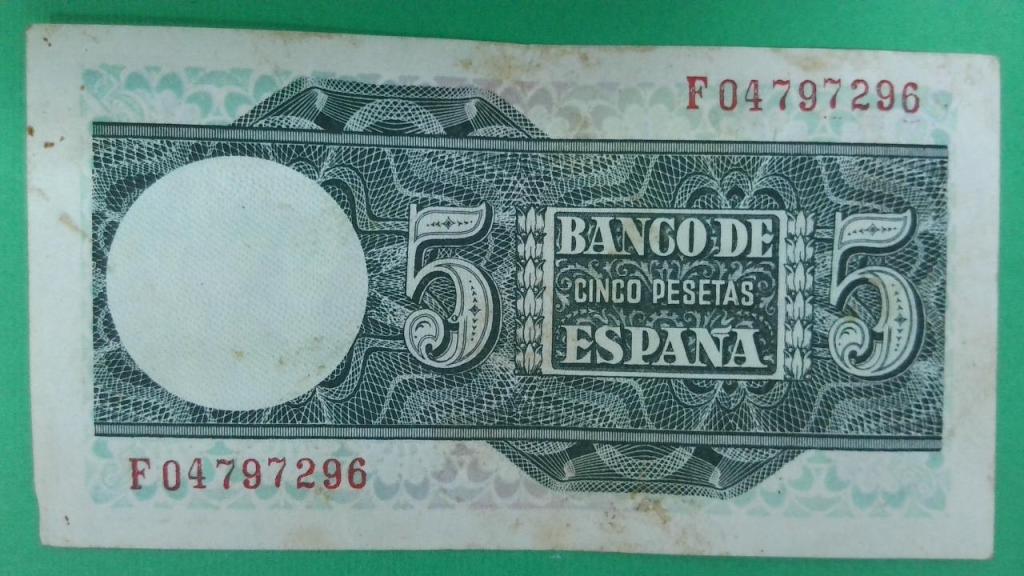 F04797296
5
BANCO DE
CINCO PESETAS
ESPAÑA
5
F04797296